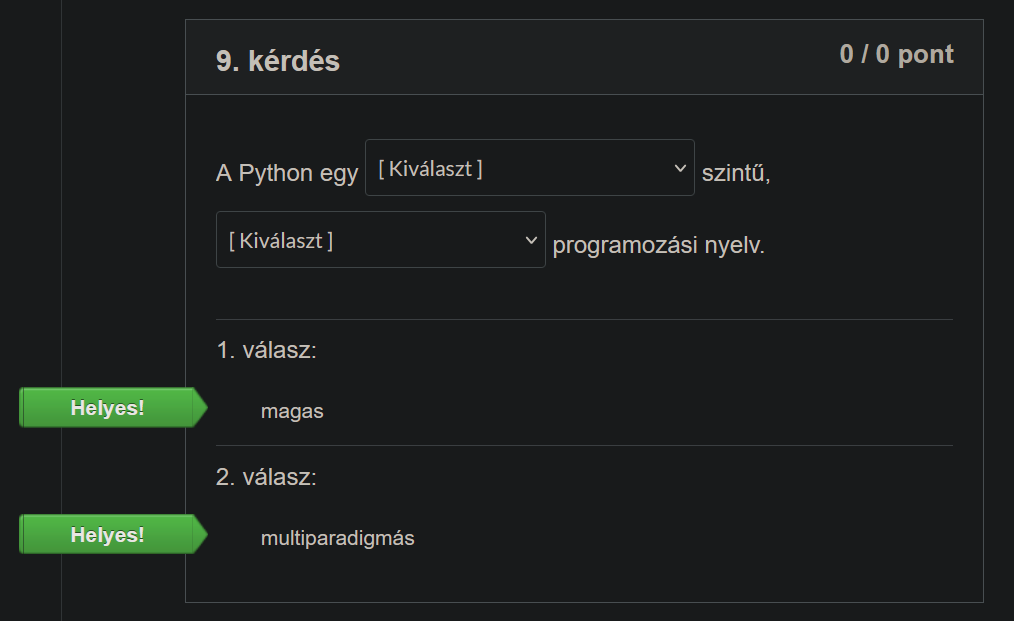 9. kérdés
0 / 0 pont
A Python egy [ Kiválaszt ] szintű,
[ Kiválaszt ] programozási nyelv.
1. válasz:
Helyes! magas
2. válasz:
Helyes! multiparadigmás